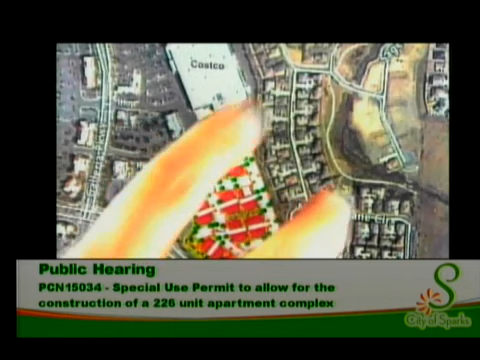 Costco
Public Hearing
PCN15034 - Special Use Permit to allow for the
construction of a 226 unit apartment complex
City of Sparks